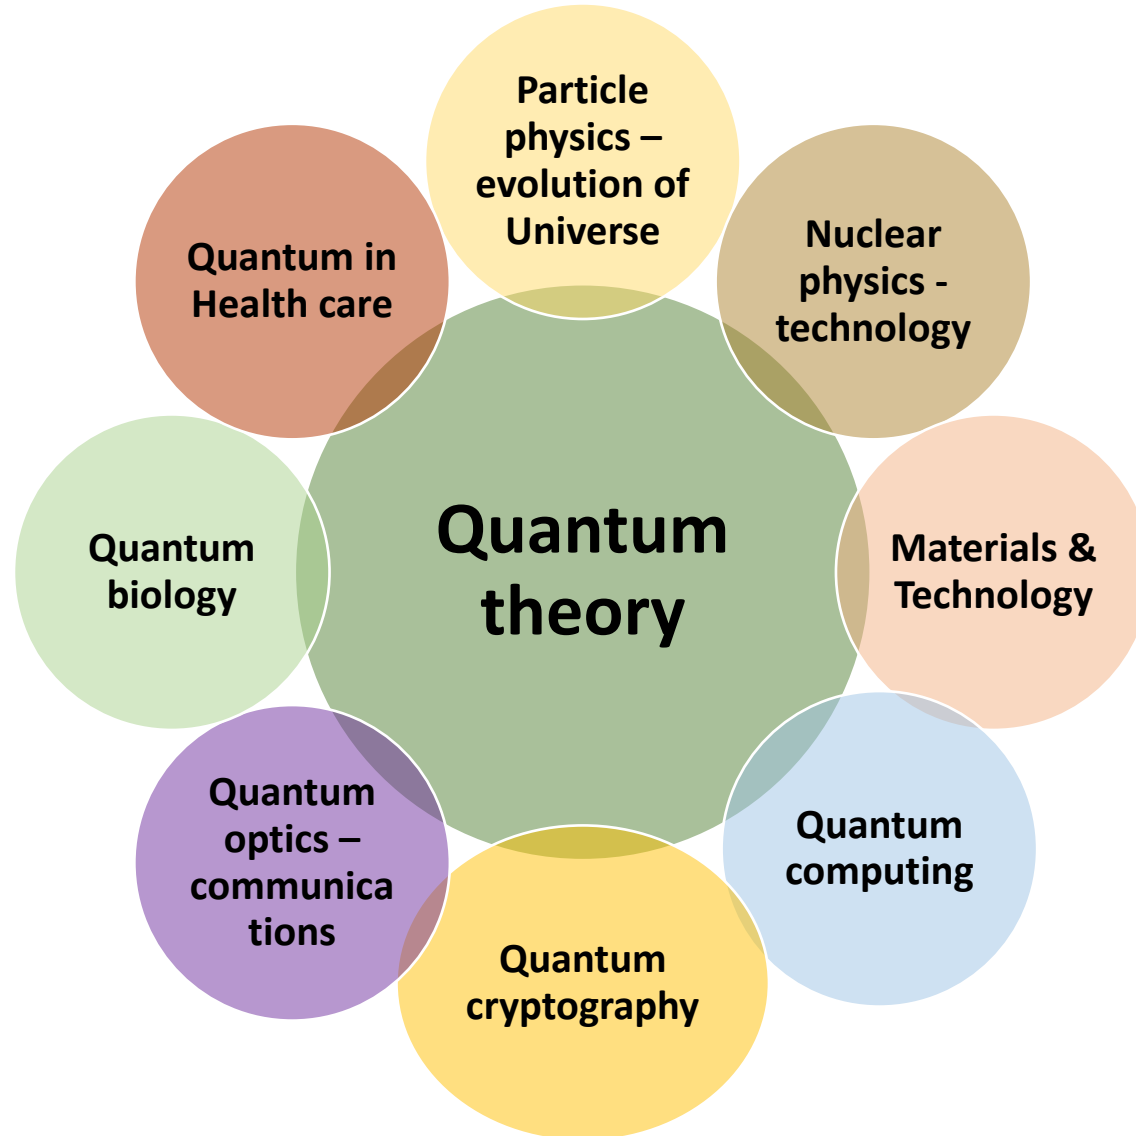 Particle
physics –
evolution of
Universe
Nuclear
physics -
technology
Materials &
Technology
Quantum
computing
Quantum
cryptography
Quantum
optics –
communica
tions
Quantum
biology
Quantum in
Health care
Quantum
theory